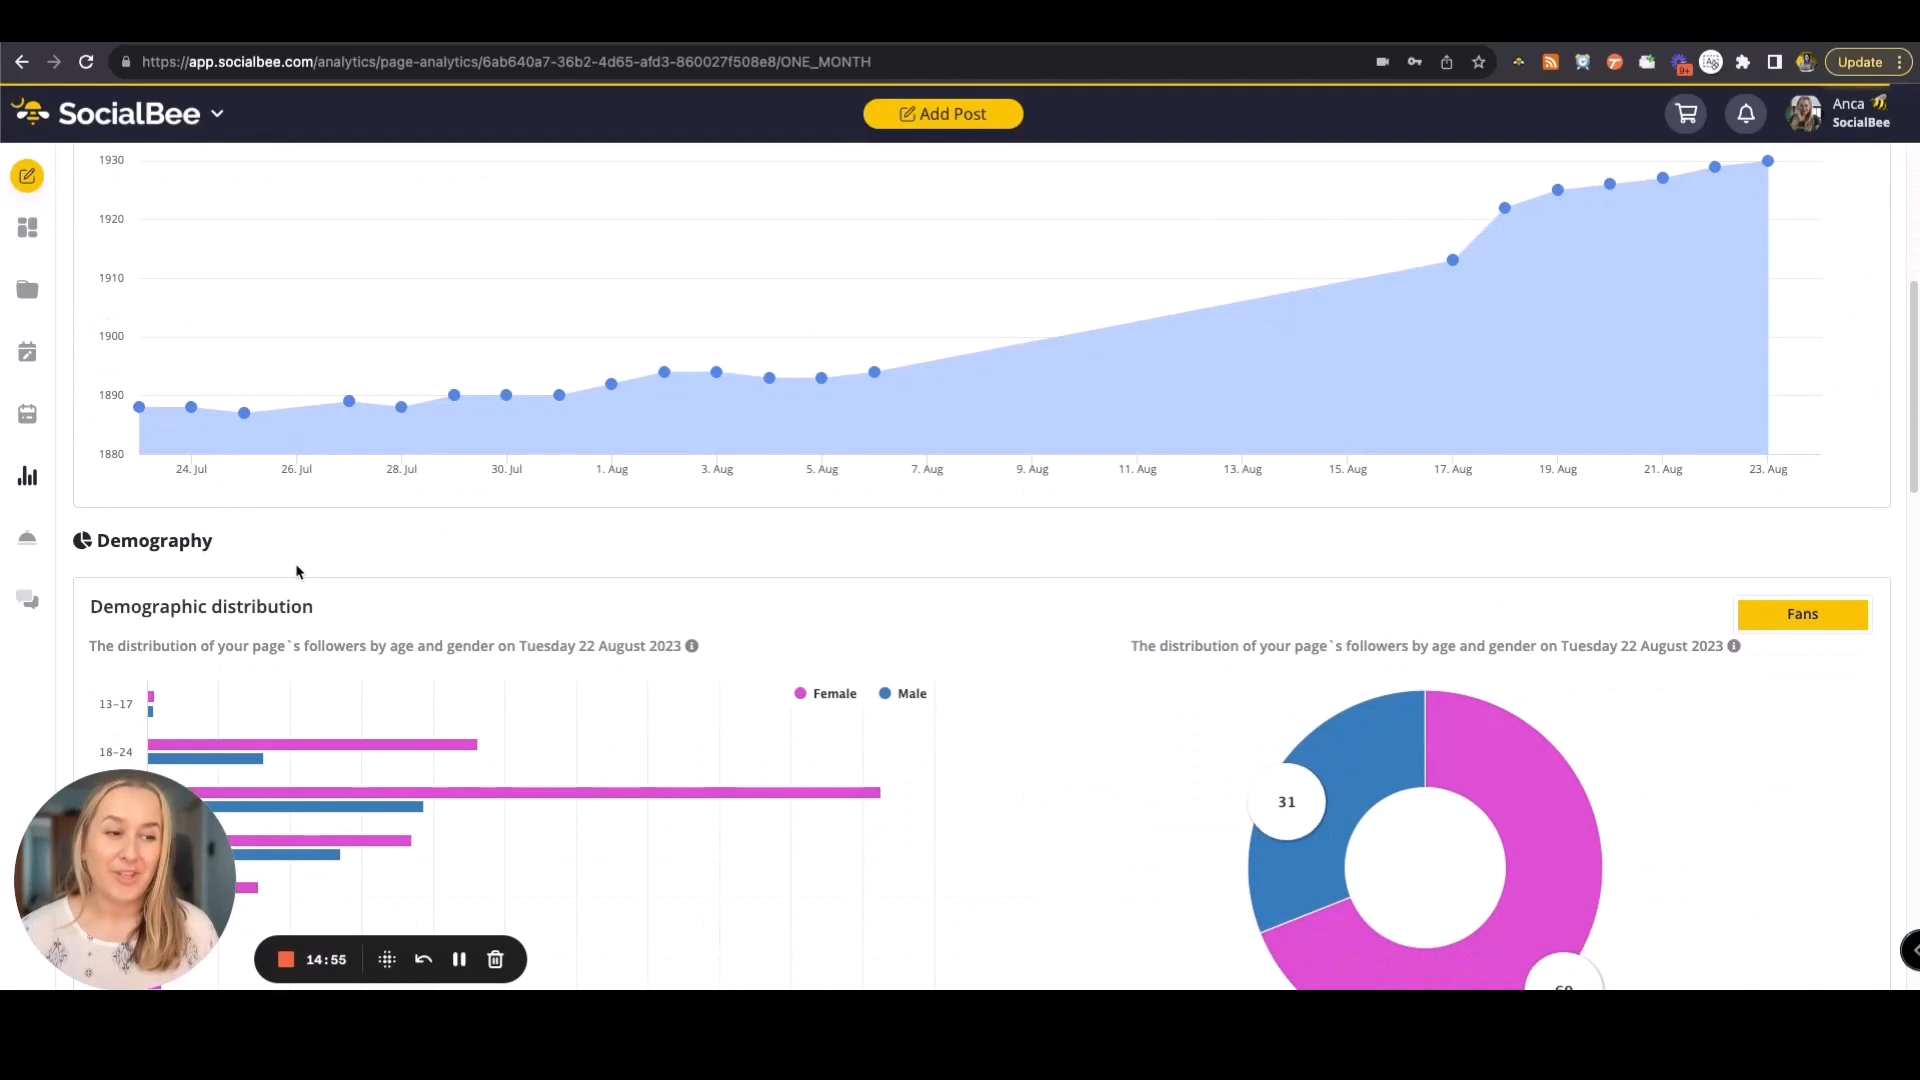 https://app.socialbee.com/analytics/page-analytics/6ab640a7-36b2-4d65-afd3-860027f508e8/ONE_MONTH
9+
Update
SocialBee
Add Post
Anca
SocialBee
1930
1920
1910
1900
1890
1880
24. Jul 26. Jul 28. Jul 30. Jul 1. Aug 3. Aug 5. Aug 7. Aug 9. Aug 11. Aug 13. Aug 15. Aug 17. Aug 19. Aug 21. Aug 23. Aug
Demography
Demographic distribution
Fans
The distribution of your page`s followers by age and gender on Tuesday 22 August 2023
The distribution of your page`s followers by age and gender on Tuesday 22 August 2023
Female Male
13-17
18-24
31
14:55